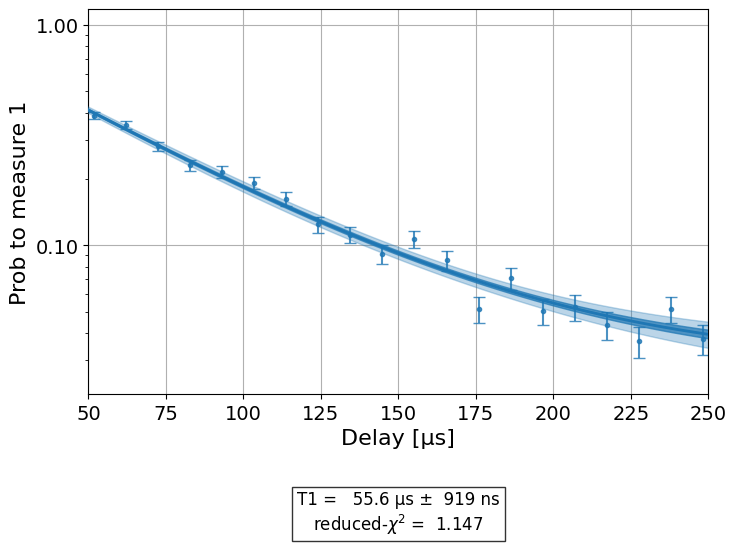 Prob to measure 1
1.00
0.10
50 75 100 125 150 175 200 225 250
Delay [µs]
T1 = 55.6 µs ± 919 ns
reduced-χ² = 1.147